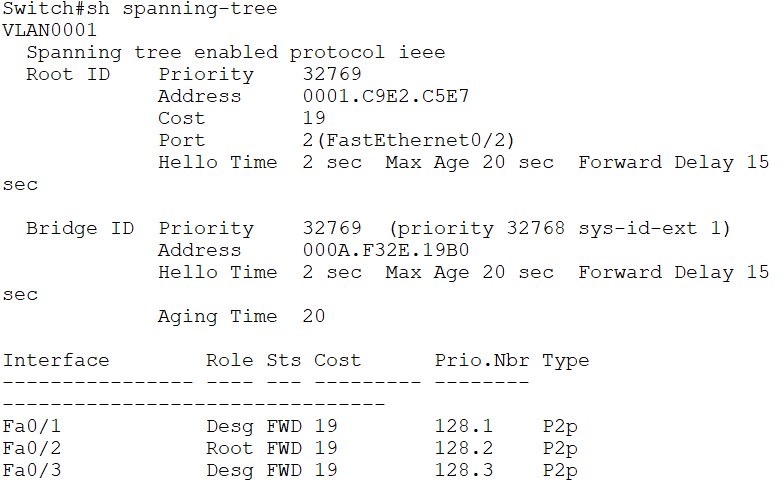 Switch#sh spanning-tree
VLAN0001
  Spanning tree enabled protocol ieee
  Root ID    Priority    32769
             Address     0001.C9E2.C5E7
             Cost        19
             Port        2(FastEthernet0/2)
             Hello Time  2 sec  Max Age 20 sec  Forward Delay 15
sec

  Bridge ID  Priority    32769  (priority 32768 sys-id-ext 1)
             Address     000A.F32E.19B0
             Hello Time  2 sec  Max Age 20 sec  Forward Delay 15
sec
             Aging Time  20

Interface        Role Sts Cost      Prio.Nbr Type
---------------- ---- --- --------- --------
--------------------------------
Fa0/1            Desg FWD 19        128.1    P2p
Fa0/2            Root FWD 19        128.2    P2p
Fa0/3            Desg FWD 19        128.3    P2p